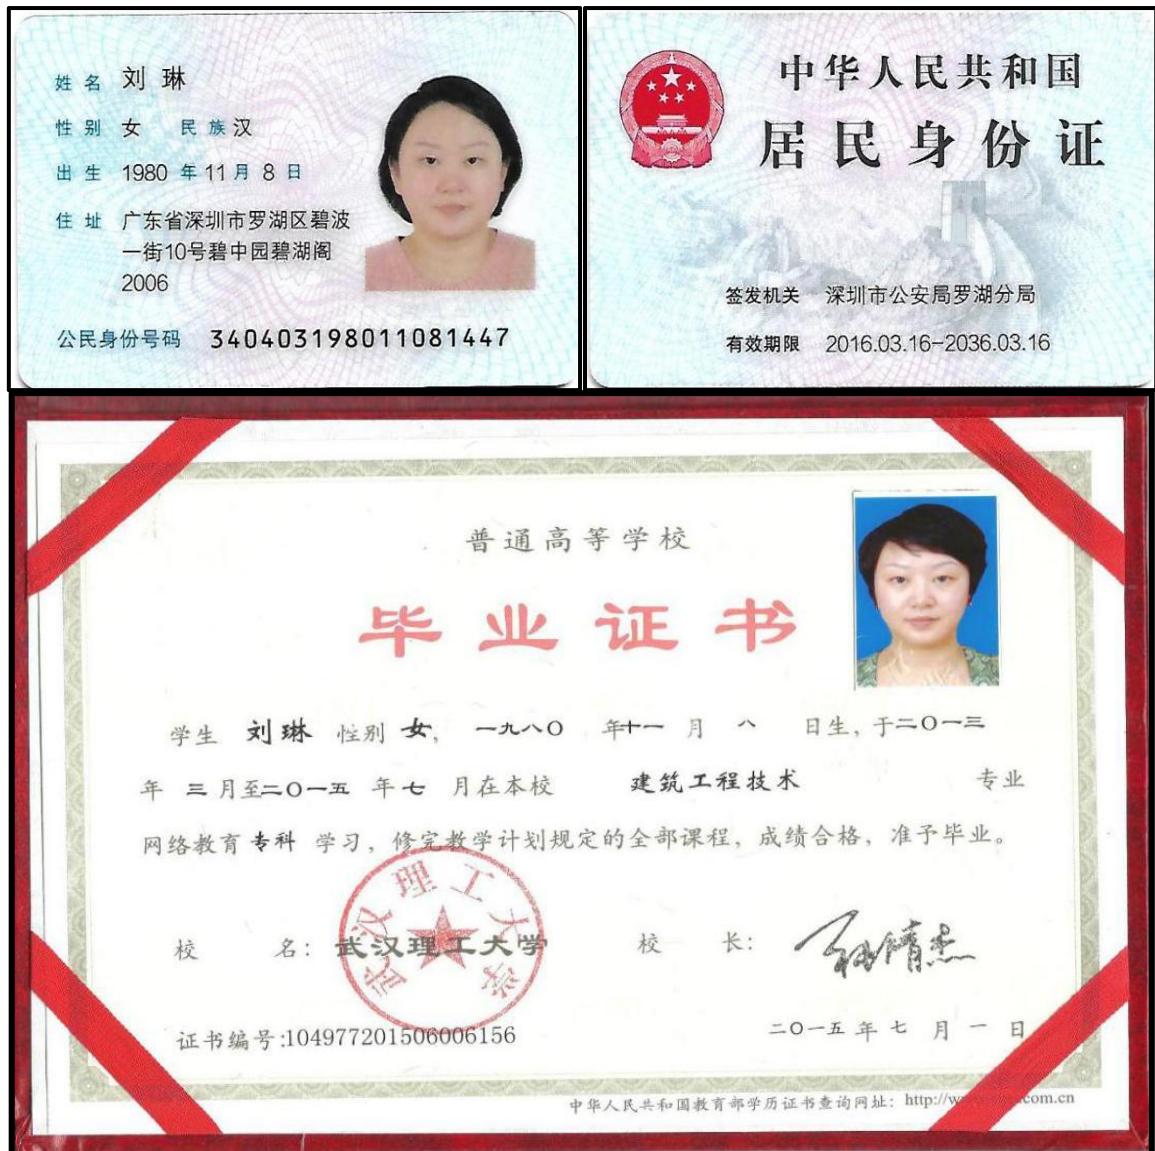 姓名 刘琳
性别 女 民族 汉
出生 1980 年 11 月 8 日
住址 广东省深圳市罗湖区碧波
一街10号碧中园碧湖阁
2006
公民身份号码 340403198011081447
中华人民共和国
居民身份证
签发机关 深圳市公安局罗湖分局
有效期限 2016.03.16-2036.03.16
普通高等学校
毕业证书
学生 刘琳 性别 女, 一九八〇 年十一 月 八 日生, 于二〇一三
年 三 月至二〇一五 年 七 月在本校 建筑工程技术 专业
网络教育 专科 学习, 修完教学计划规定的全部课程, 成绩合格, 准予毕业。
校 名: 武汉理工大学 校 长:
武汉理工大学
证书编号:104977201506006156 二〇一五 年 七 月 一 日
中华人民共和国教育部学历证书查询网址: http://www. com.cn